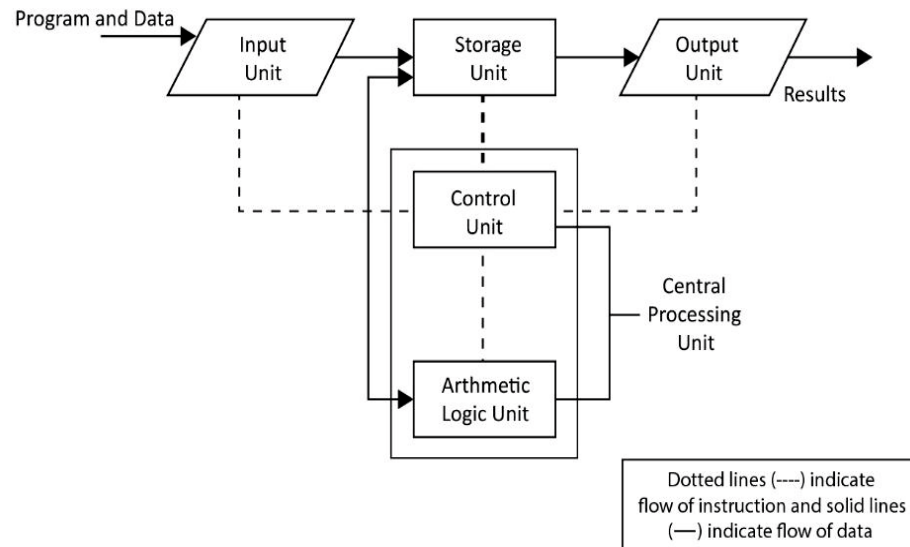 Program and Data
Input
Unit
Storage
Unit
Output
Unit
Results
Control
Unit
Central
Processing
Unit
Arithmetic
Logic Unit
Dotted lines (----) indicate
flow of instruction and solid lines
(—) indicate flow of data